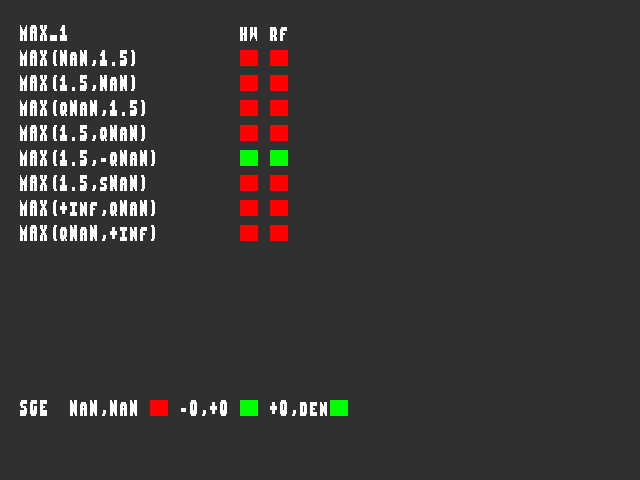 MAX_1 HW RF
MAX(NAN,1.5)
MAX(1.5,NAN)
MAX(QNAN,1.5)
MAX(1.5,QNAN)
MAX(1.5,-QNAN)
MAX(1.5,SNAN)
MAX(+INF,QNAN)
MAX(QNAN,+INF)
SGE NAN,NAN -0,+0 +0,DEN